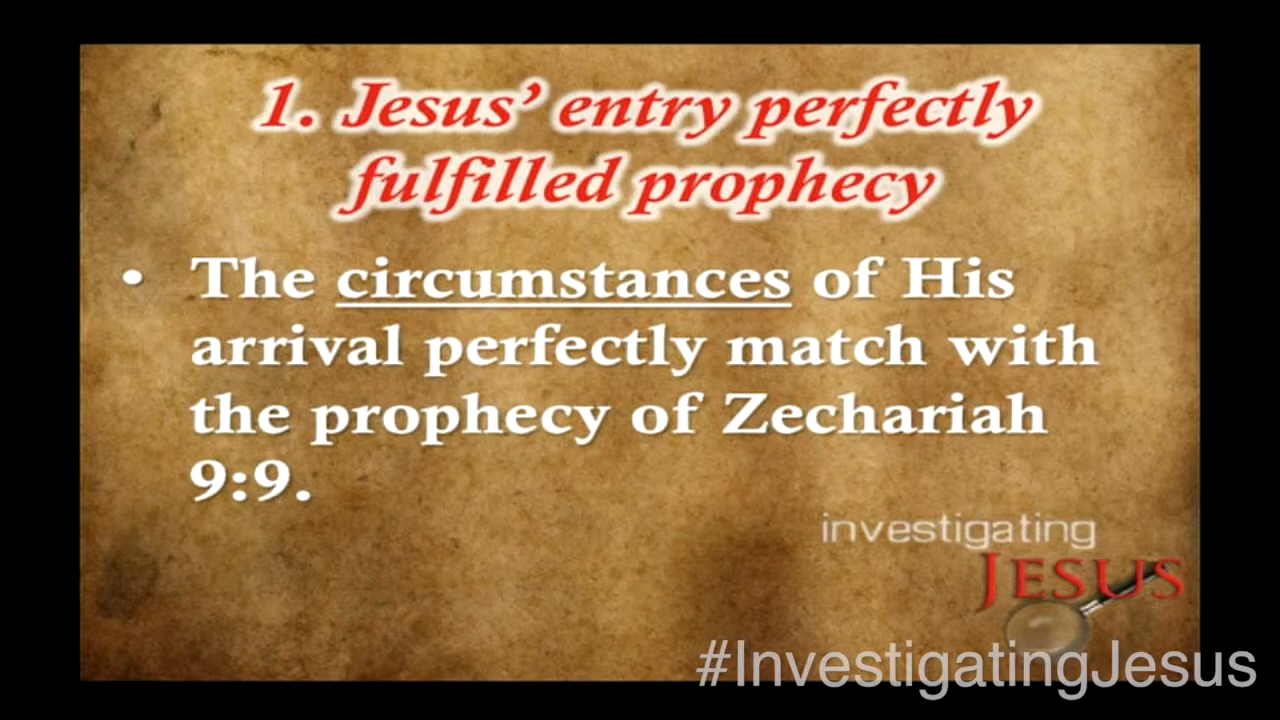 1. Jesus’ entry perfectly
fulfilled prophecy
• The circumstances of His
arrival perfectly match with
the prophecy of Zechariah
9:9.
investigating
JESUS
#InvestigatingJesus